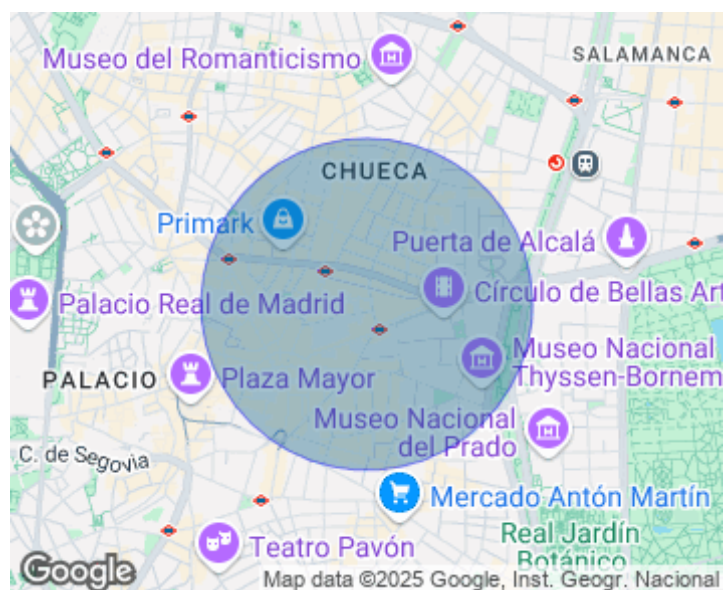 Museo del Romanticismo
SALAMANCA
CHUECA
Primark
Puerta de Alcalá
Palacio Real de Madrid
Círculo de Bellas Art
PALACIO
Plaza Mayor
Museo Nacional
Thyssen-Bornem
Museo Nacional
del Prado
C. de Segovia
Mercado Antón Martín
Teatro Pavón
Real Jardín
Botánico
Google
Map data ©2025 Google, Inst. Geogr. Nacional